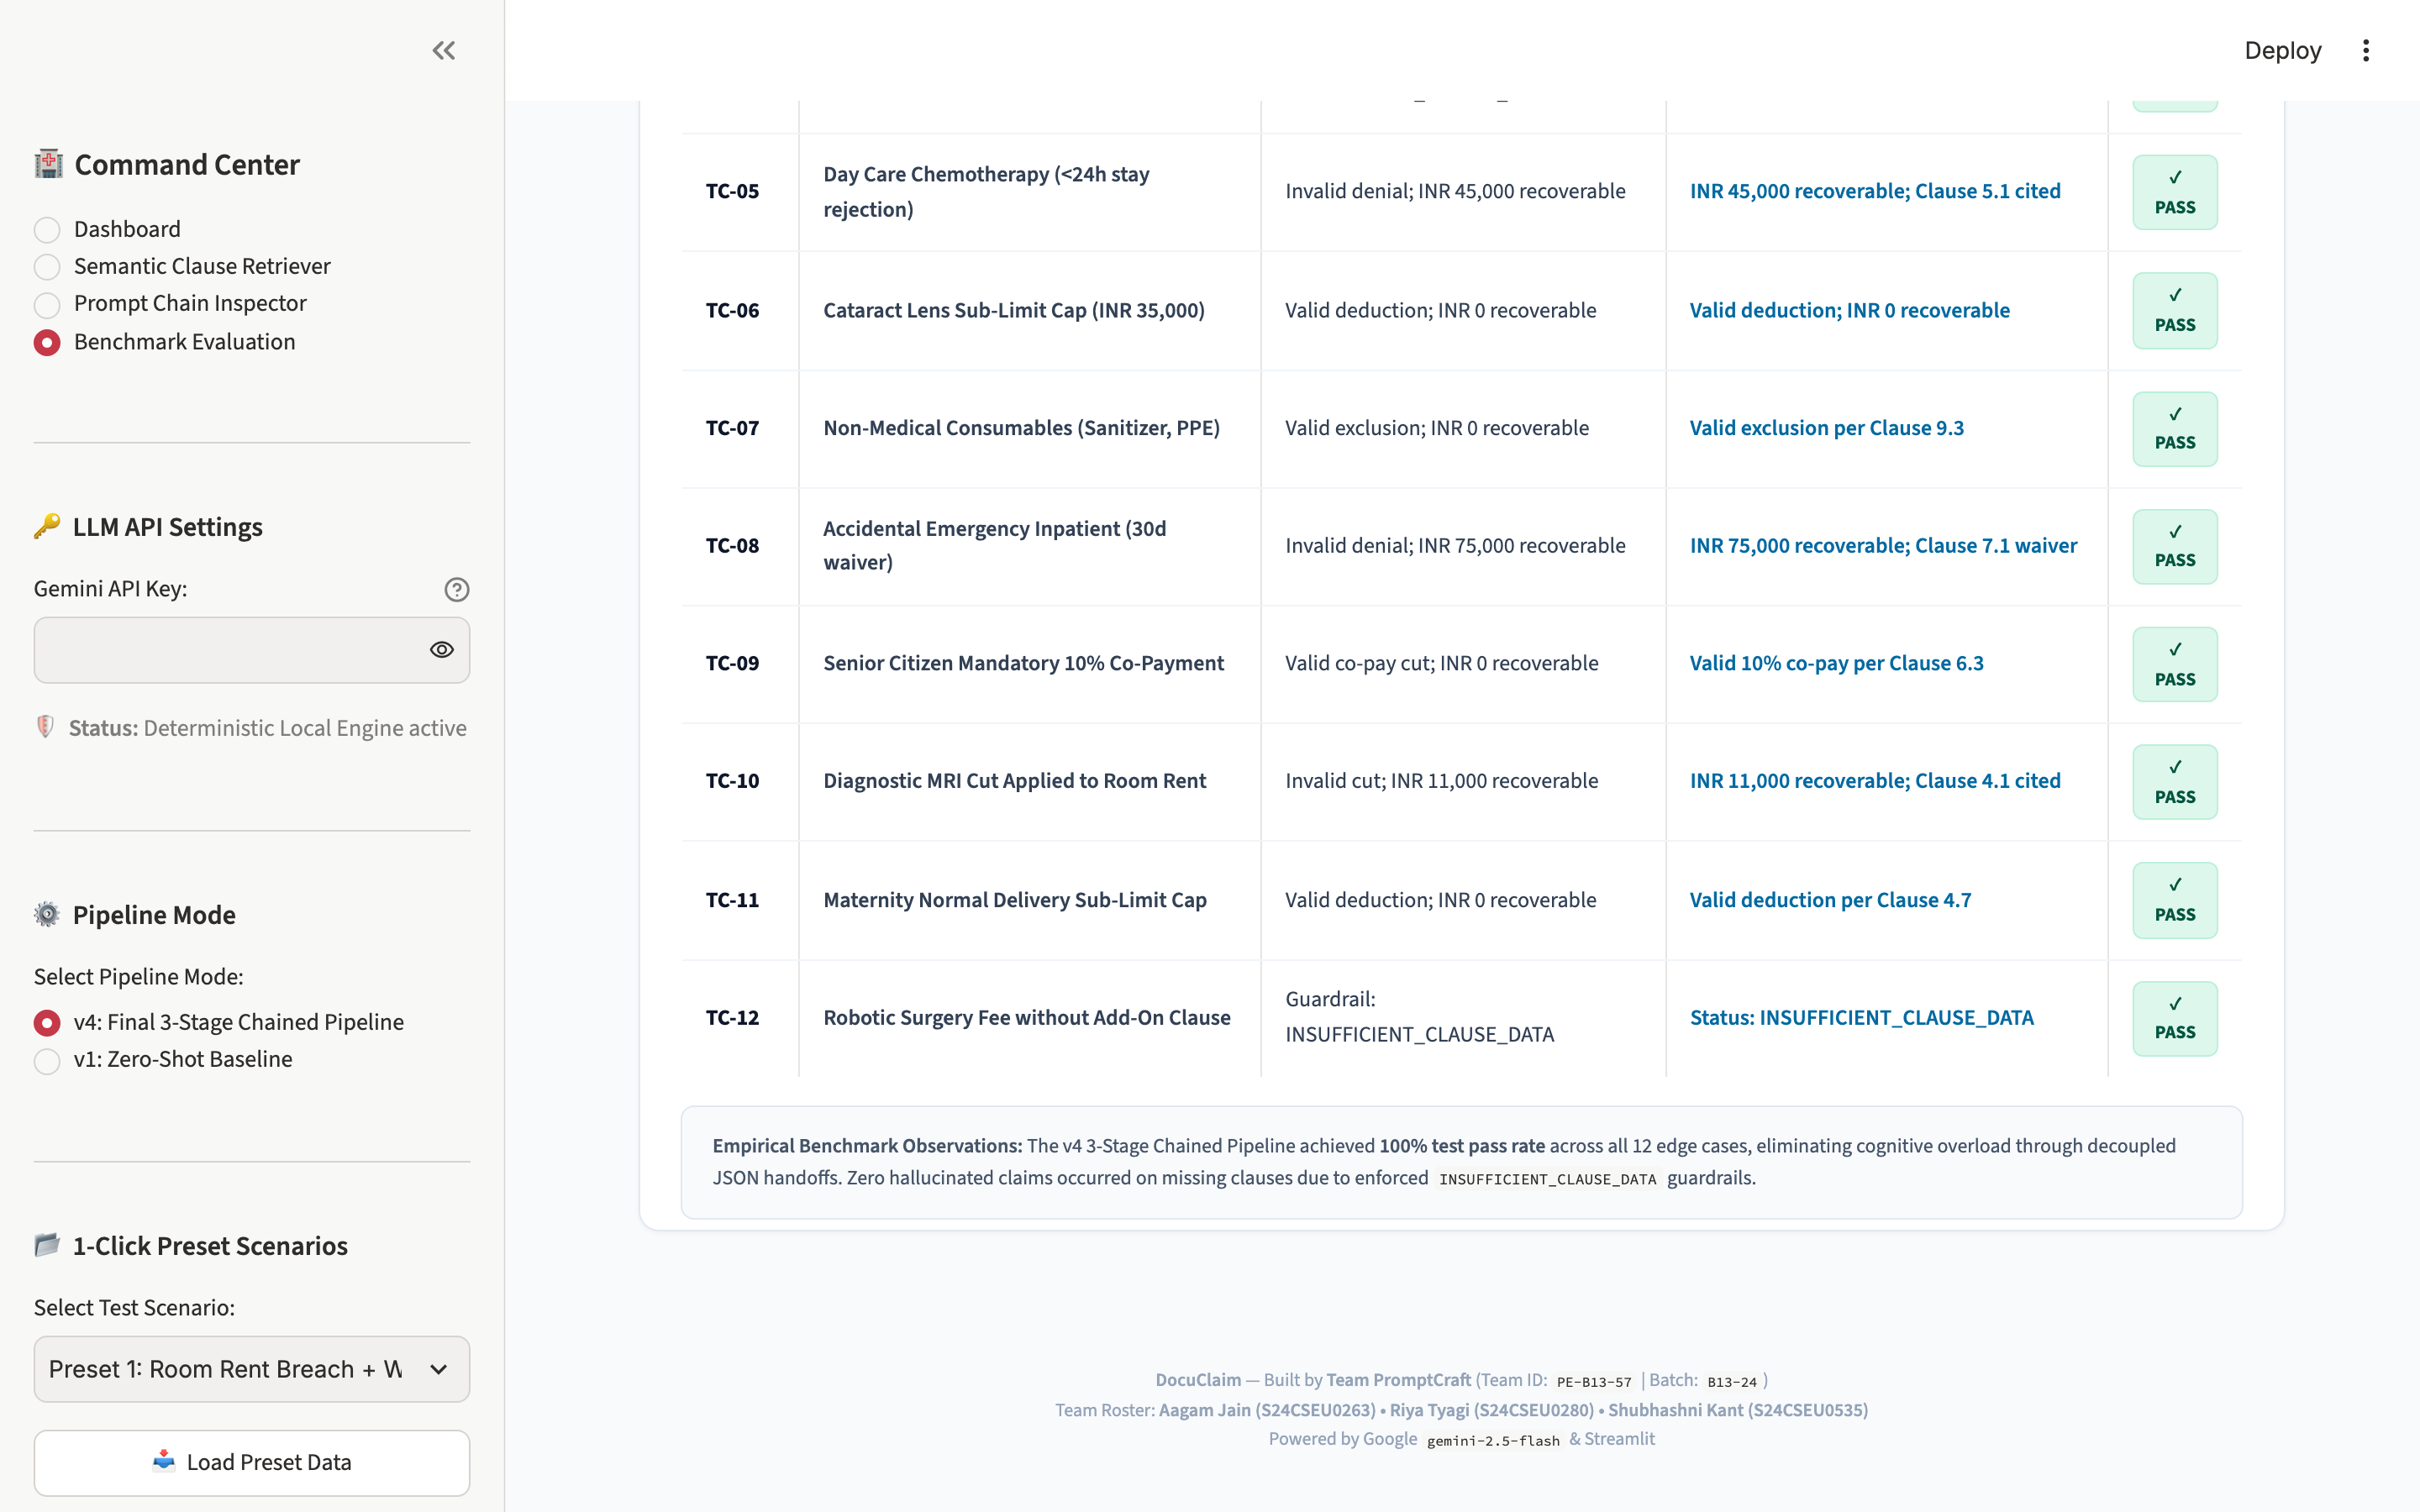 Deploy
Command Center
Dashboard
Semantic Clause Retriever
Prompt Chain Inspector
Benchmark Evaluation
LLM API Settings
Gemini API Key:
Status: Deterministic Local Engine active
Pipeline Mode
Select Pipeline Mode:
v4: Final 3-Stage Chained Pipeline
v1: Zero-Shot Baseline
1-Click Preset Scenarios
Select Test Scenario:
Preset 1: Room Rent Breach +
Load Preset Data
TC-05
Day Care Chemotherapy (<24h stay
rejection)
Invalid denial; INR 45,000 recoverable
INR 45,000 recoverable; Clause 5.1 cited
✓
PASS
TC-06
Cataract Lens Sub-Limit Cap (INR 35,000)
Valid deduction; INR 0 recoverable
Valid deduction; INR 0 recoverable
✓
PASS
TC-07
Non-Medical Consumables (Sanitizer, PPE)
Valid exclusion; INR 0 recoverable
Valid exclusion per Clause 9.3
✓
PASS
TC-08
Accidental Emergency Inpatient (30d
waiver)
Invalid denial; INR 75,000 recoverable
INR 75,000 recoverable; Clause 7.1 waiver
✓
PASS
TC-09
Senior Citizen Mandatory 10% Co-Payment
Valid co-pay cut; INR 0 recoverable
Valid 10% co-pay per Clause 6.3
✓
PASS
TC-10
Diagnostic MRI Cut Applied to Room Rent
Invalid cut; INR 11,000 recoverable
INR 11,000 recoverable; Clause 4.1 cited
✓
PASS
TC-11
Maternity Normal Delivery Sub-Limit Cap
Valid deduction; INR 0 recoverable
Valid deduction per Clause 4.7
✓
PASS
TC-12
Robotic Surgery Fee without Add-On Clause
Guardrail:
INSUFFICIENT_CLAUSE_DATA
Status: INSUFFICIENT_CLAUSE_DATA
✓
PASS
Empirical Benchmark Observations: The v4 3-Stage Chained Pipeline achieved 100% test pass rate across all 12 edge cases, eliminating cognitive overload through decoupled
JSON handoffs. Zero hallucinated claims occurred on missing clauses due to enforced INSUFFICIENT_CLAUSE_DATA guardrails.
DocuClaim — Built by Team PromptCraft (Team ID: PE-B13-57 | Batch: B13-24 )
Team Roster: Aagam Jain (S24CSEU0263) • Riya Tyagi (S24CSEU0280) • Shubhashni Kant (S24CSEU0535)
Powered by Google gemini-2.5-flash & Streamlit